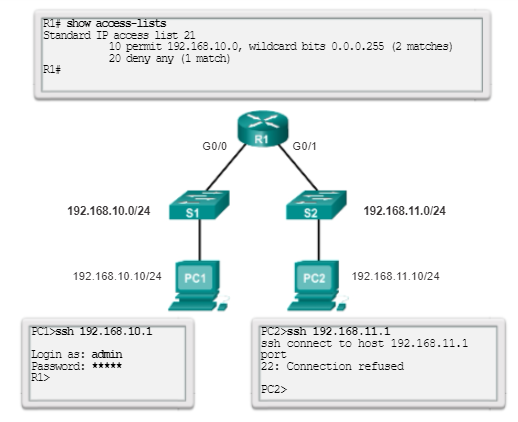 R1# show access-lists
Standard IP access list 21
10 permit 192.168.10.0, wildcard bits 0.0.0.255 (2 matches)
20 deny any (1 match)
R1#
R1
G0/0
G0/1
192.168.10.0/24
S1
S2
192.168.11.0/24
192.168.10.10/24
PC1
PC2
192.168.11.10/24
PC1>ssh 192.168.10.1
Login as: admin
Password: *****
R1>
PC2>ssh 192.168.11.1
ssh connect to host 192.168.11.1
port
22: Connection refused
PC2>